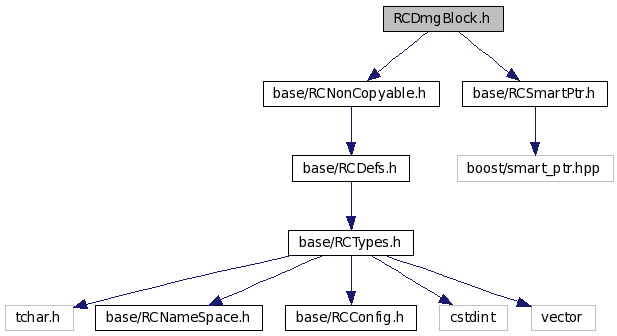 RCDmgBlock.h
base/RCNonCopyable.h
base/RCSmartPtr.h
base/RCDefs.h
boost/smart_ptr.hpp
base/RCTypes.h
tchar.h
base/RCNameSpace.h
base/RCConfig.h
cstdint
vector